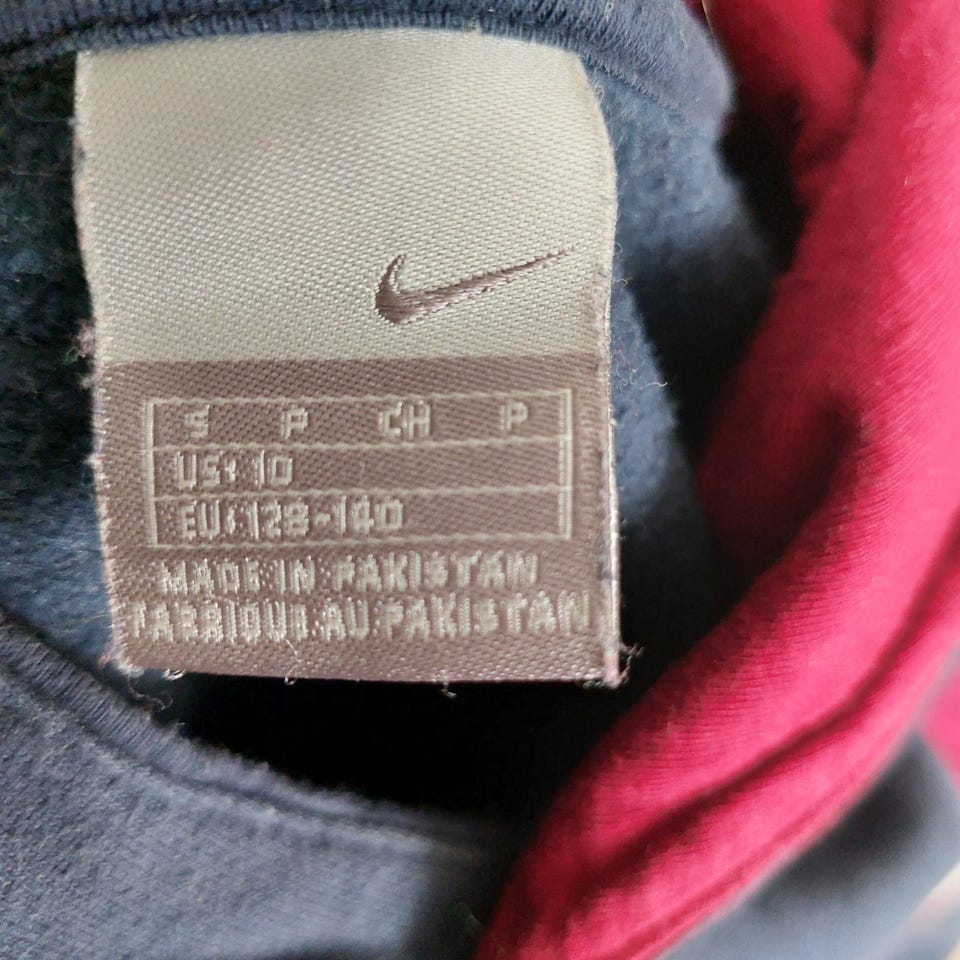 S P CH P
US: 10
EU: 128-140
MADE IN PAKISTAN
FABRIQUE AU PAKISTAN